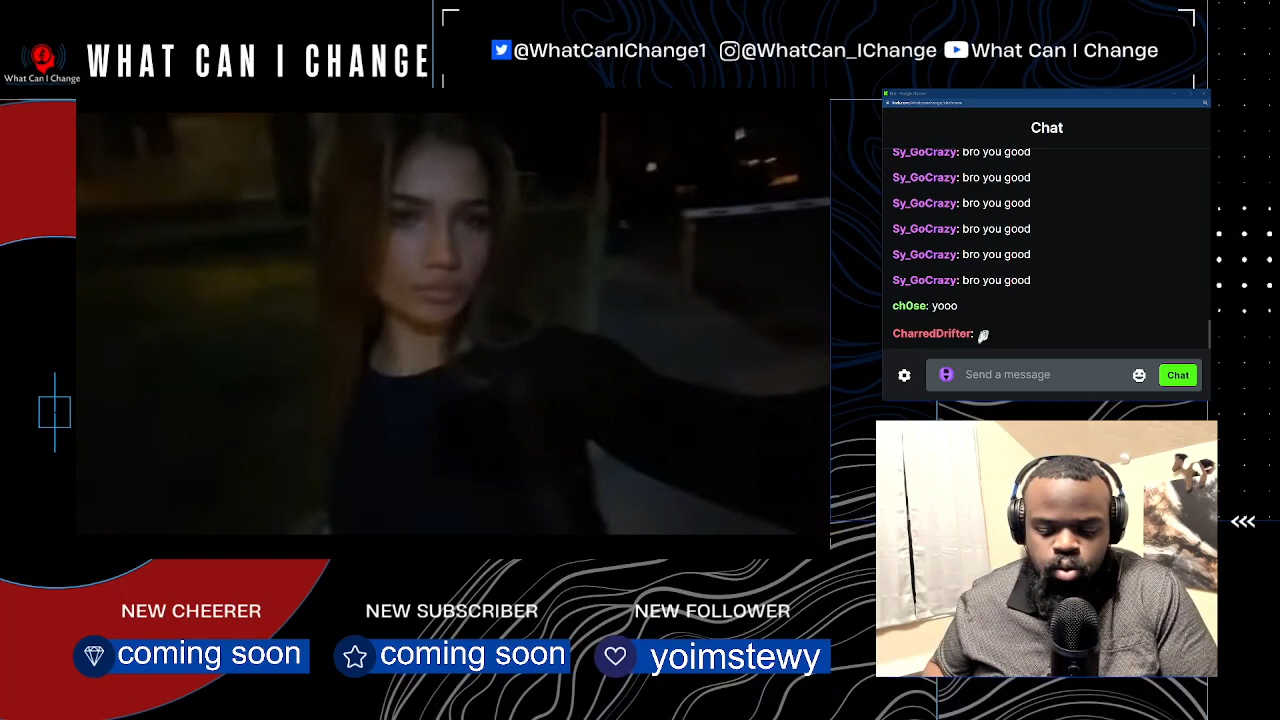 What Can I Change
WHAT CAN I CHANGE
@WhatCanIChange1 @WhatCan_IChange What Can I Change
Chat
Sy_GoCrazy: bro you good
Sy_GoCrazy: bro you good
Sy_GoCrazy: bro you good
Sy_GoCrazy: bro you good
Sy_GoCrazy: bro you good
Sy_GoCrazy: bro you good
ch0se: yooo
CharredDrifter:
Send a message
Chat
NEW CHEERER
NEW SUBSCRIBER
NEW FOLLOWER
coming soon
coming soon
yoimstewy